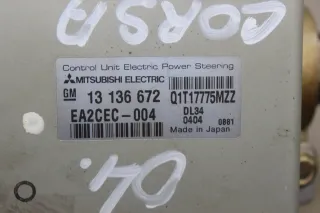 CORSA
Control Unit Electric Power Steering
MITSUBISHI ELECTRIC
GM 13 136 672 Q1T17775MZZ
EA2CEC-004 DL34
0404 0881
Made in Japan
04.